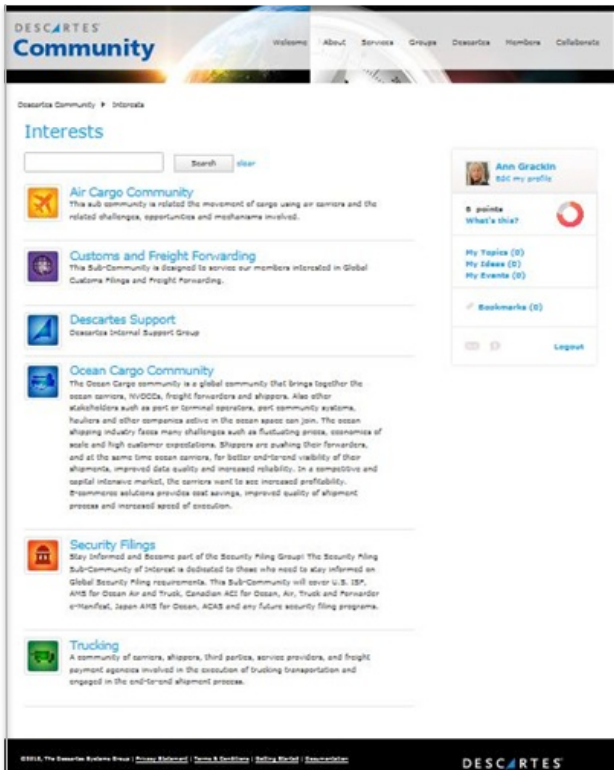 DESCARTES
Community
Welcome About Services Groups Descartes Members Collaborate
Descartes Community ▸ Interests
Interests
Search clear
Air Cargo Community
This sub community is related the movement of cargo using air carriers and the
related challenges, opportunities and mechanisms involved.
Customs and Freight Forwarding
This Sub-Community is designed to service our members interested in Global
Customs Filings and Freight Forwarding.
Descartes Support
Descartes Internal Support Group
Ocean Cargo Community
The Ocean Cargo community is a global community that brings together the
ocean carriers, NVOCCs, freight forwarders and shippers. Also other
stakeholders such as port or terminal operators, port community systems,
hauliers and other companies active in the ocean space can join. The ocean
shipping industry faces many challenges such as fluctuating prices, economies of
scale and high customer expectations. Shippers are pushing their forwarders,
and at the same time ocean carriers, for better end-to-end visibility of their
shipments, improved data quality and increased reliability. In a competitive and
capital intensive market, the carriers want to see increased profitability.
E-commerce solutions provides cost savings, improved quality of shipment
process and increased speed of execution.
Security Filings
Stay Informed and Become part of the Security Filing Group! The Security Filing
Sub-Community of Interest is dedicated to those who need to stay informed on
Global Security Filing requirements. This Sub-Community will cover U.S. ISF,
AMS for Ocean Air and Truck, Canadian ACI for Ocean, Air, Truck and Forwarder
e-Manifest, Japan AMS for Ocean, ACAS and any future security filing programs.
Trucking
A community of carriers, shippers, third parties, service providers, and freight
payment agencies involved in the execution of trucking transportation and
engaged in the end-to-end shipment process.
Ann Grackin
Edit my profile
8 points
What's this?
My Topics (0)
My Ideas (0)
My Events (0)
Bookmarks (0)
Logout
©2012, The Descartes Systems Group | Privacy Statement | Terms & Conditions | Getting Started | Documentation
DESCARTES